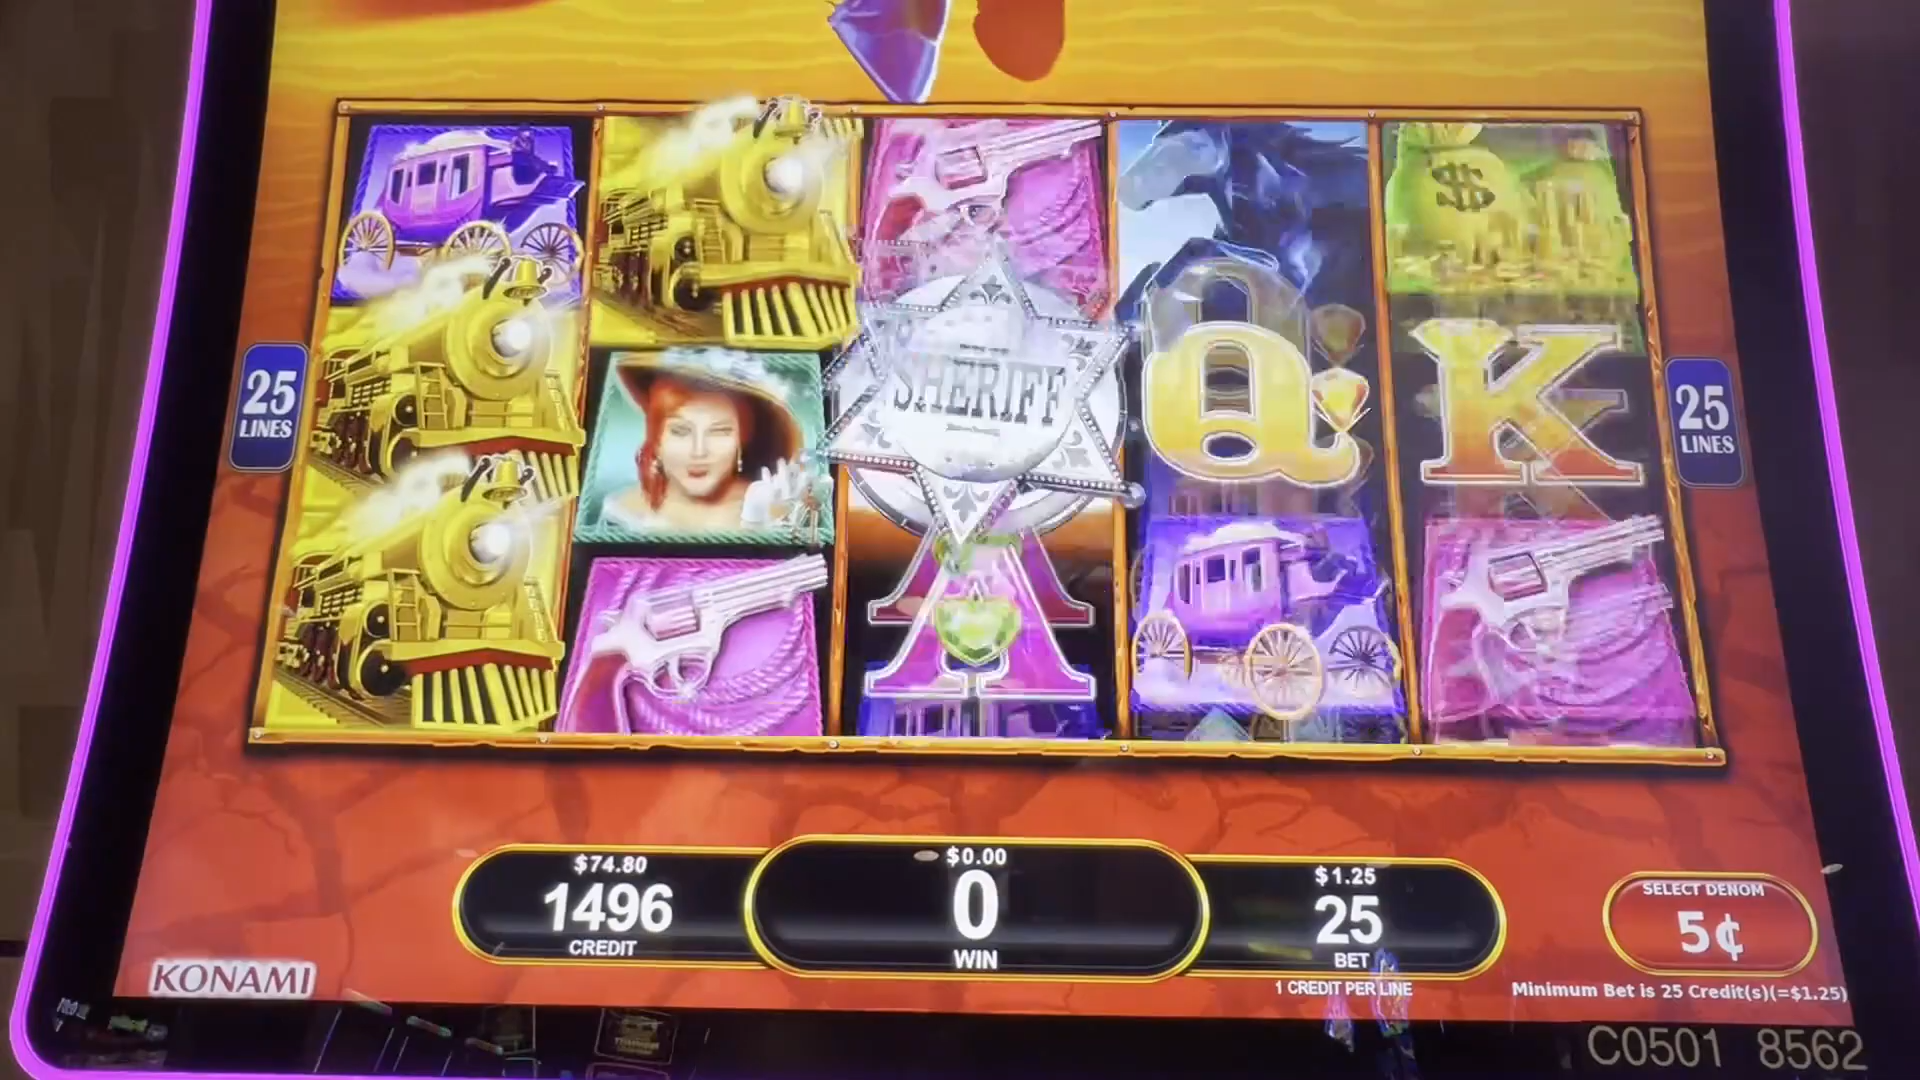 $$
SHERIFF
Q
K
25
LINES
25
LINES
A
$74.80
1496
CREDIT
$0.00
0
WIN
$1.25
25
BET
1 CREDIT PER LINE
SELECT DENOM
5¢
Minimum Bet is 25 Credit(s)(=$1.25)
KONAMI
C0501 8562